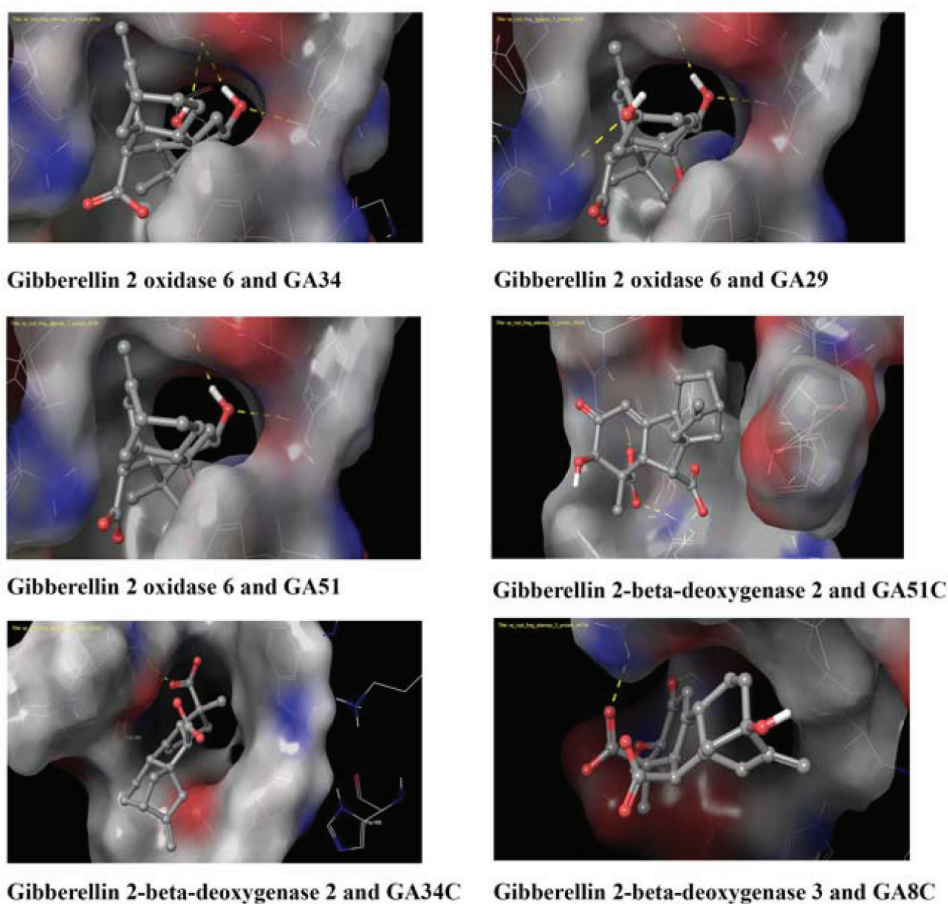 Gibberellin 2 oxidase 6 and GA34
Gibberellin 2 oxidase 6 and GA29
Gibberellin 2 oxidase 6 and GA51
Gibberellin 2-beta-deoxygenase 2 and GA51C
Gibberellin 2-beta-deoxygenase 2 and GA34C
Gibberellin 2-beta-deoxygenase 3 and GA8C